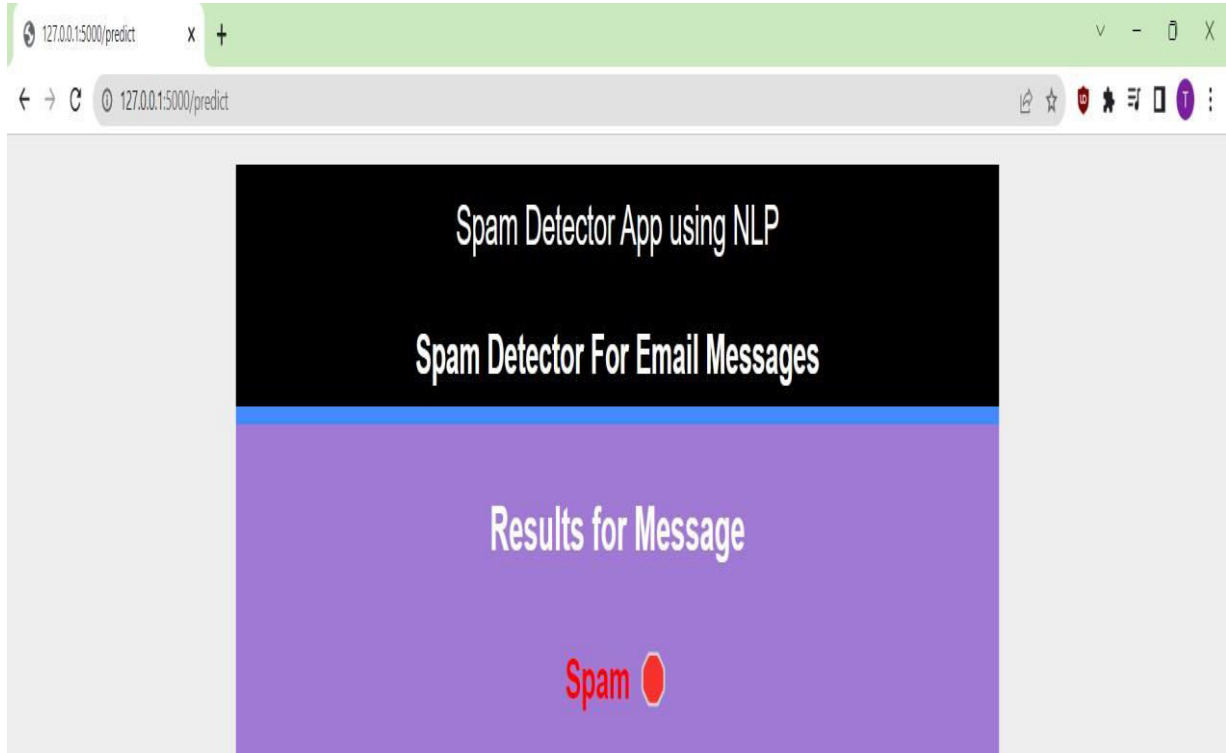 127.0.0.1:5000/predict
127.0.0.1:5000/predict
T
Spam Detector App using NLP
Spam Detector For Email Messages
Results for Message
Spam